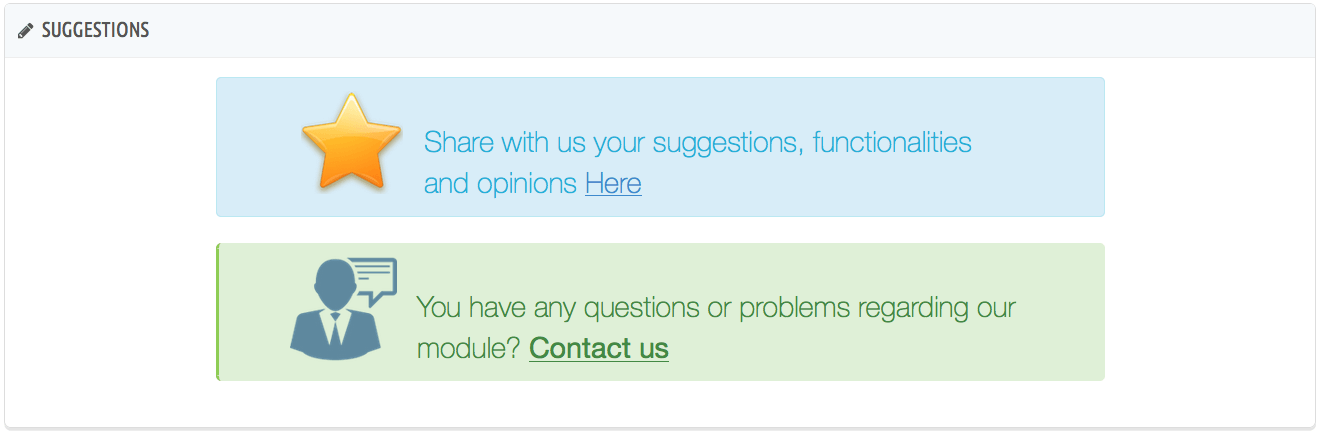 SUGGESTIONS
Share with us your suggestions, functionalities
and opinions Here
You have any questions or problems regarding our
module? Contact us